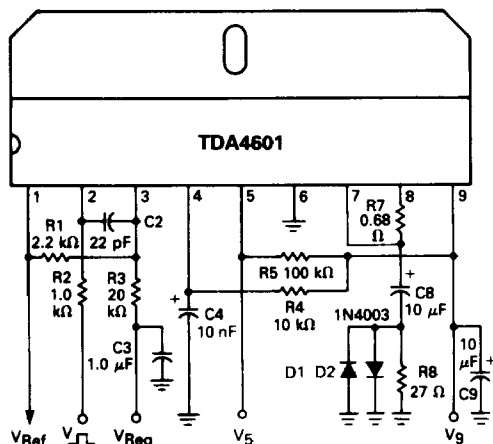 TDA4601
1 2 3 4 5 6 7 8 9
R1
2.2 kΩ
C2
22 pF
R2
1.0
kΩ
R3
20
kΩ
C3
1.0 µF
+
C4
10 nF
R5 100 kΩ
R4
10 kΩ
R7
0.68
Ω
+
C8
10 µF
1N4003
D1 D2
R8
27 Ω
10
µF
+
C9
VRef
V
VReg
V5
V9